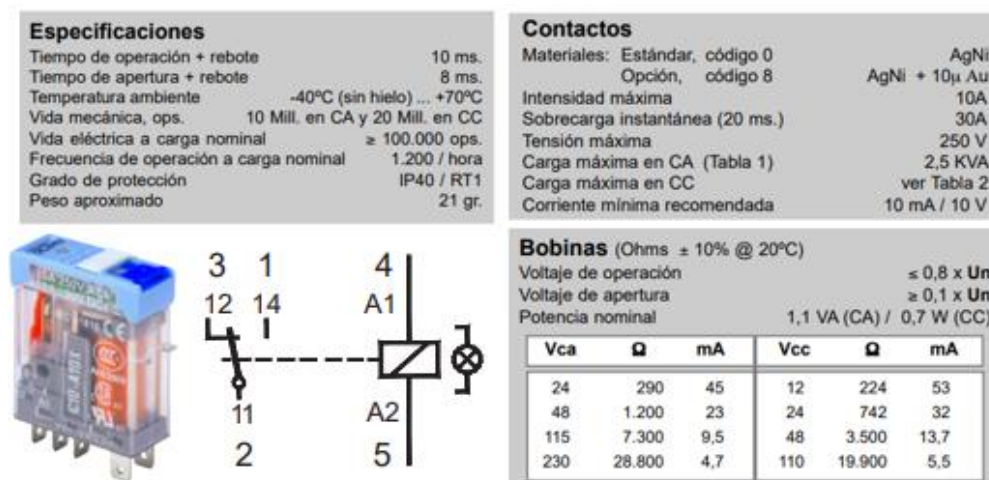 Especificaciones
Tiempo de operación + rebote 10 ms.
Tiempo de apertura + rebote 8 ms.
Temperatura ambiente -40ºC (sin hielo) ... +70ºC
Vida mecánica, ops. 10 Mill. en CA y 20 Mill. en CC
Vida eléctrica a carga nominal ≥ 100.000 ops.
Frecuencia de operación a carga nominal 1.200 / hora
Grado de protección IP40 / RT1
Peso aproximado 21 gr.
Contactos
Materiales: Estándar, código 0 AgNi
Opción, código 8 AgNi + 10µ Au
Intensidad máxima 10A
Sobrecarga instantánea (20 ms.) 30A
Tensión máxima 250 V
Carga máxima en CA (Tabla 1) 2,5 KVA
Carga máxima en CC ver Tabla 2
Corriente mínima recomendada 10 mA / 10 V
3 1 4
12 14 A1
11 A2
2 5
Bobinas (Ohms ± 10% @ 20ºC)
Voltaje de operación ≤ 0,8 x Un
Voltaje de apertura ≥ 0,1 x Un
Potencia nominal 1,1 VA (CA) / 0,7 W (CC)
Vca Ω mA Vcc Ω mA
24 290 45 12 224 53
48 1.200 23 24 742 32
115 7.300 9,5 48 3.500 13,7
230 28.800 4,7 110 19.900 5,5